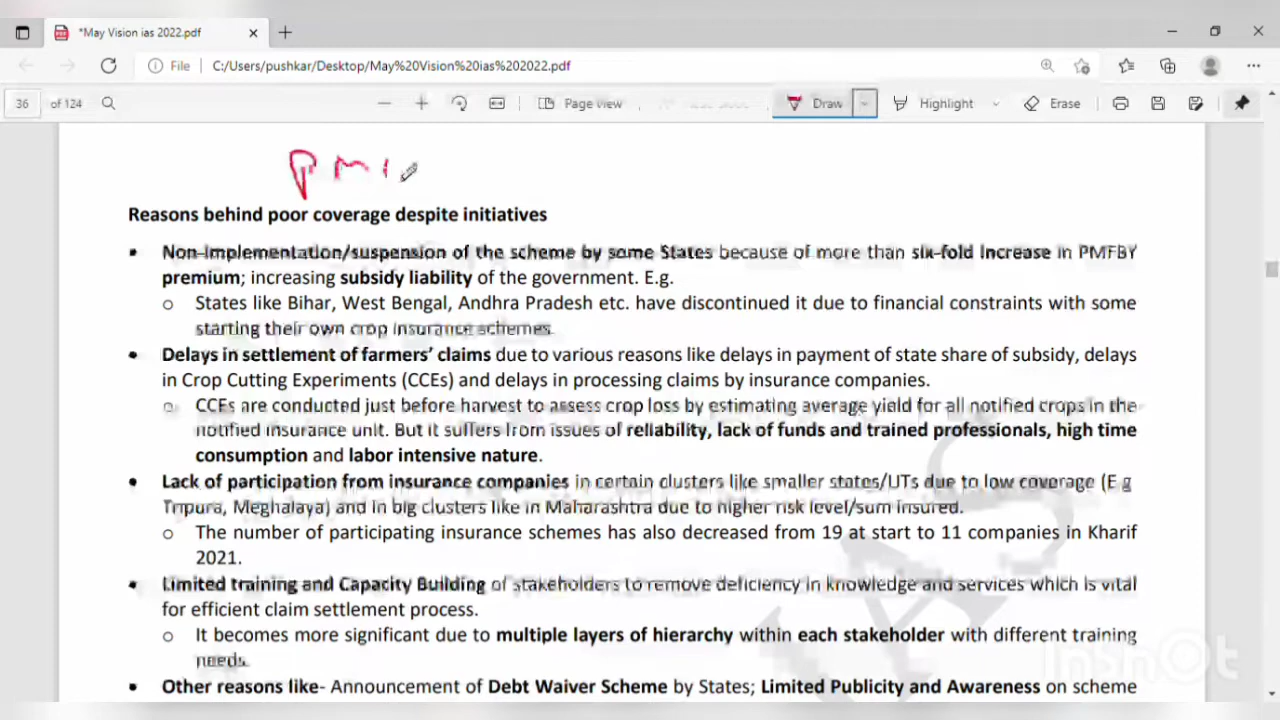 *May Vision ias 2022.pdf
File C:/Users/pushkar/Desktop/May%20Vision%20ias%202022.pdf
36 of 124 Page view Draw Highlight Erase
PM
Reasons behind poor coverage despite initiatives
• Non-implementation/suspension of the scheme by some States because of more than six-fold increase in PMFBY
premium; increasing subsidy liability of the government. E.g.
o States like Bihar, West Bengal, Andhra Pradesh etc. have discontinued it due to financial constraints with some
starting their own crop insurance schemes.
• Delays in settlement of farmers' claims due to various reasons like delays in payment of state share of subsidy, delays
in Crop Cutting Experiments (CCEs) and delays in processing claims by insurance companies.
o CCEs are conducted just before harvest to assess crop loss by estimating average yield for all notified crops in the
notified insurance unit. But it suffers from issues of reliability, lack of funds and trained professionals, high time
consumption and labor intensive nature.
• Lack of participation from insurance companies in certain clusters like smaller states/UTs due to low coverage (E g
Tripura, Meghalaya) and in big clusters like in Maharashtra due to higher risk level/sum insured.
o The number of participating insurance schemes has also decreased from 19 at start to 11 companies in Kharif
2021.
• Limited training and Capacity Building of stakeholders to remove deficiency in knowledge and services which is vital
for efficient claim settlement process.
o It becomes more significant due to multiple layers of hierarchy within each stakeholder with different training
needs.
• Other reasons like- Announcement of Debt Waiver Scheme by States; Limited Publicity and Awareness on scheme
InShOt